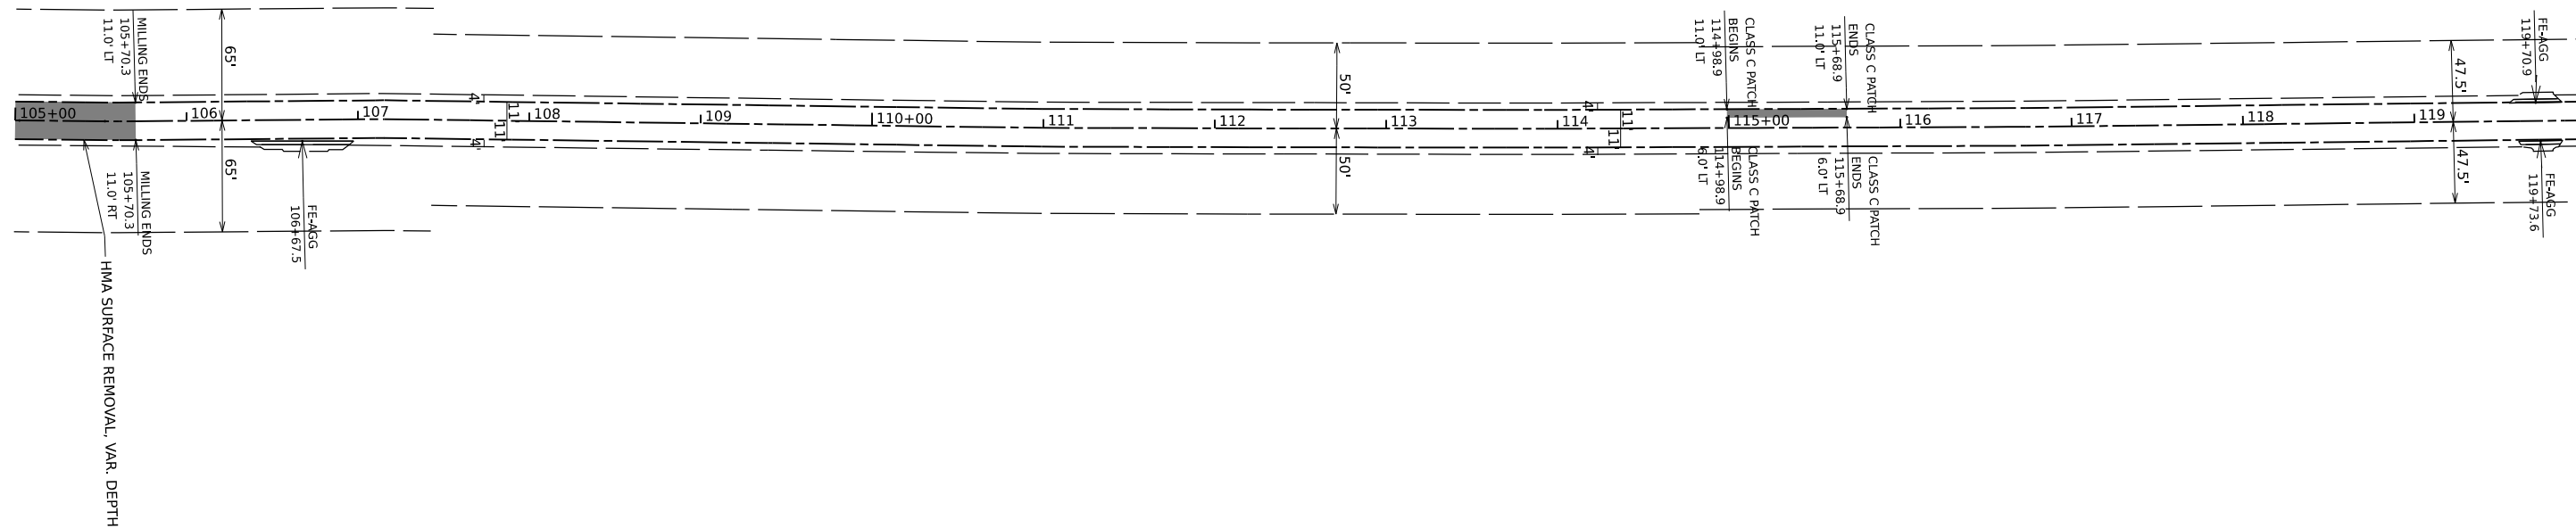 MILLING ENDS
105+70.3
11.0' LT
65'
65'
105+00
106
107
108
109
110+00
111
112
113
114
115+00
116
117
118
119
MILLING ENDS
105+70.3
11.0' RT
HMA SURFACE REMOVAL, VAR. DEPTH
FE-AGG
106+67.5
4'
11'
11'
4'
50'
50'
4'
11'
11'
4'
CLASS C PATCH
BEGINS
114+98.9
11.0' LT
CLASS C PATCH
ENDS
115+68.9
11.0' LT
CLASS C PATCH
BEGINS
114+98.9
6.0' LT
CLASS C PATCH
ENDS
115+68.9
6.0' LT
47.5'
47.5'
FE-AGG
119+70.9
FE-AGG
119+73.6